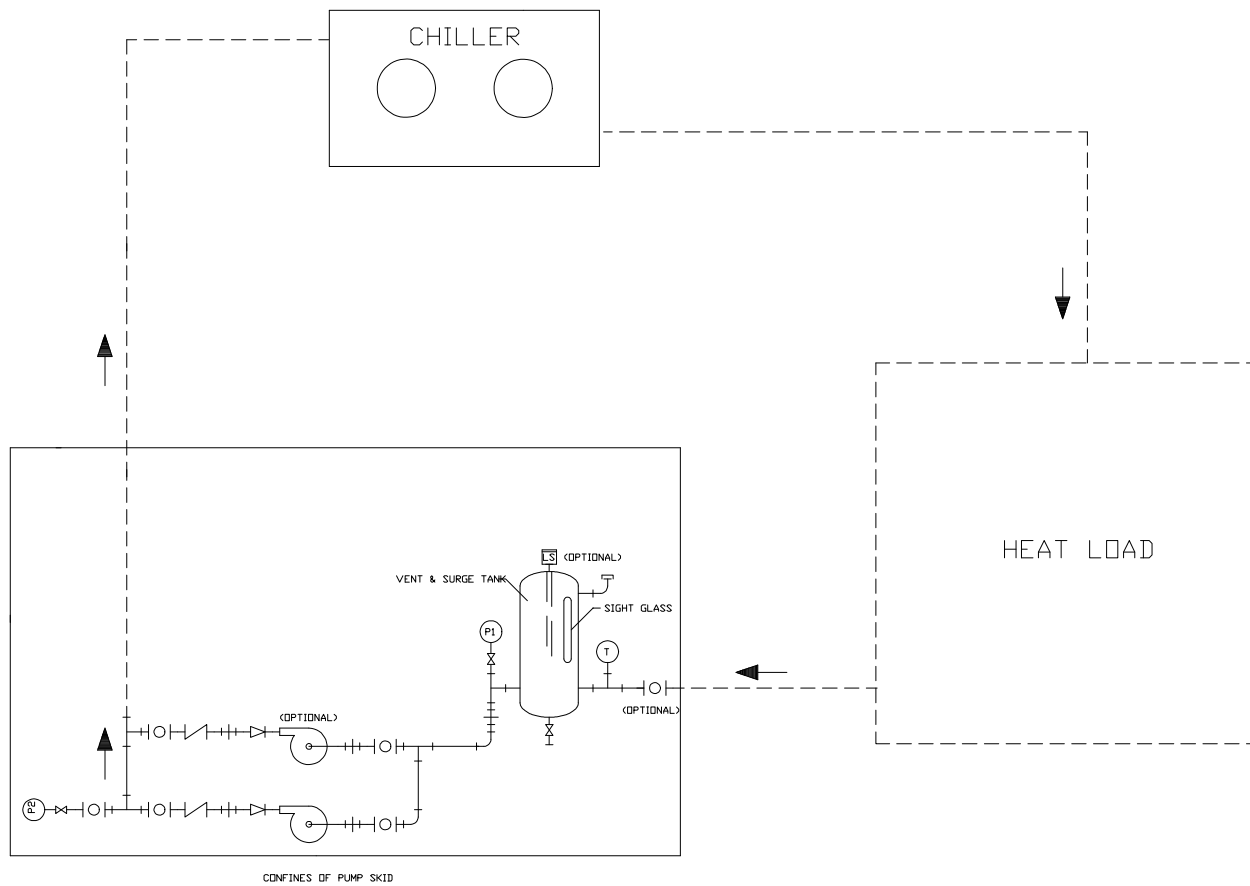 CHILLER
HEAT LOAD
LS (OPTIONAL)
VENT & SURGE TANK
SIGHT GLASS
P1
T
(OPTIONAL)
(OPTIONAL)
P2
CONFINES OF PUMP SKID